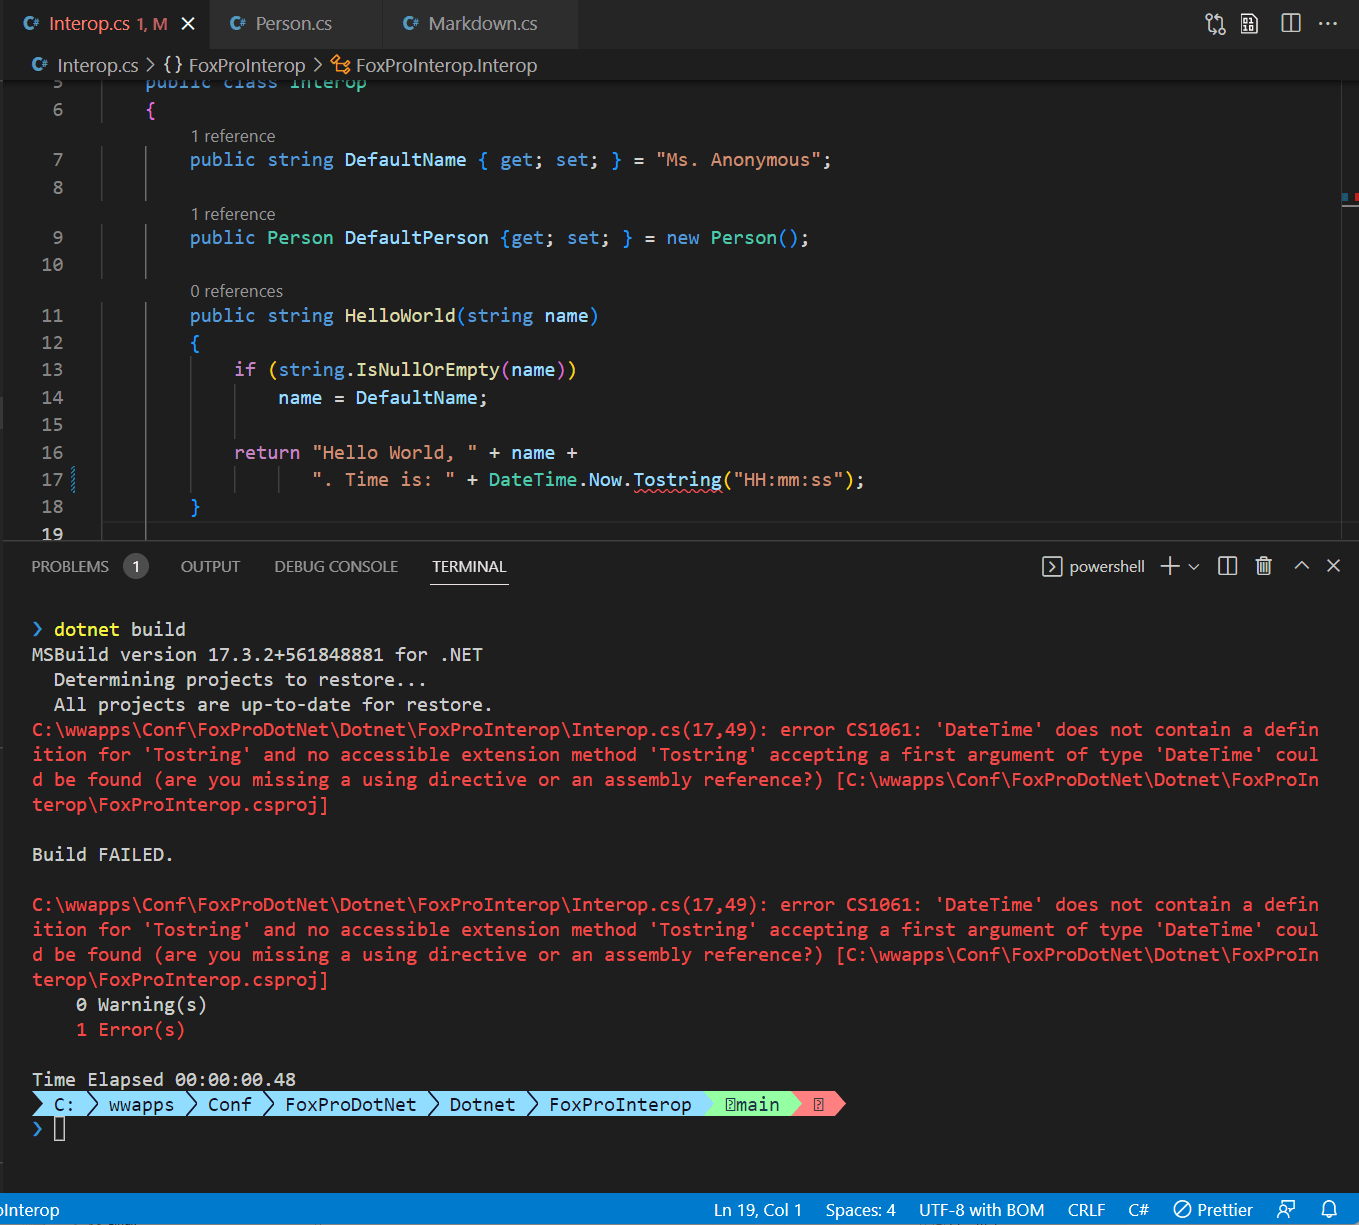 Interop.cs 1, M
Person.cs
Markdown.cs
Interop.cs > {} FoxProInterop > FoxProInterop.Interop
5 public class Interop
6 {
1 reference
7 public string DefaultName { get; set; } = "Ms. Anonymous";
8
1 reference
9 public Person DefaultPerson {get; set; } = new Person();
10
0 references
11 public string HelloWorld(string name)
12 {
13 if (string.IsNullOrEmpty(name))
14 name = DefaultName;
15
16 return "Hello World, " + name +
17 ". Time is: " + DateTime.Now.Tostring("HH:mm:ss");
18 }
19
PROBLEMS 1 OUTPUT DEBUG CONSOLE TERMINAL powershell
❯ dotnet build
MSBuild version 17.3.2+561848881 for .NET
Determining projects to restore...
All projects are up-to-date for restore.
C:\wwapps\Conf\FoxProDotNet\Dotnet\FoxProInterop\Interop.cs(17,49): error CS1061: 'DateTime' does not contain a defin
ition for 'Tostring' and no accessible extension method 'Tostring' accepting a first argument of type 'DateTime' coul
d be found (are you missing a using directive or an assembly reference?) [C:\wwapps\Conf\FoxProDotNet\Dotnet\FoxProIn
terop\FoxProInterop.csproj]
Build FAILED.
C:\wwapps\Conf\FoxProDotNet\Dotnet\FoxProInterop\Interop.cs(17,49): error CS1061: 'DateTime' does not contain a defin
ition for 'Tostring' and no accessible extension method 'Tostring' accepting a first argument of type 'DateTime' coul
d be found (are you missing a using directive or an assembly reference?) [C:\wwapps\Conf\FoxProDotNet\Dotnet\FoxProIn
terop\FoxProInterop.csproj]
0 Warning(s)
1 Error(s)
Time Elapsed 00:00:00.48
C: wwapps Conf FoxProDotNet Dotnet FoxProInterop main
❯
oInterop Ln 19, Col 1 Spaces: 4 UTF-8 with BOM CRLF C# Prettier